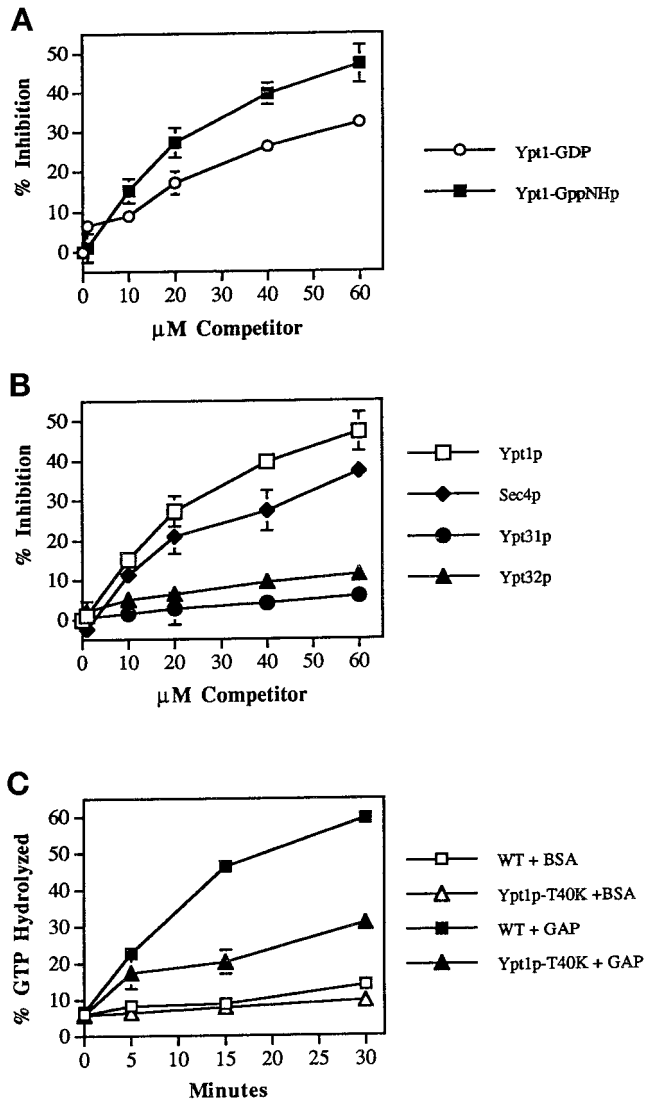 A
% Inhibition
50
40
30
20
10
0
0 10 20 30 40 50 60
µM Competitor
Ypt1-GDP
Ypt1-GppNHp
B
% Inhibition
50
40
30
20
10
0
0 10 20 30 40 50 60
µM Competitor
Ypt1p
Sec4p
Ypt31p
Ypt32p
C
% GTP Hydrolyzed
60
50
40
30
20
10
0
0 5 10 15 20 25 30
Minutes
WT + BSA
Ypt1p-T40K +BSA
WT + GAP
Ypt1p-T40K + GAP